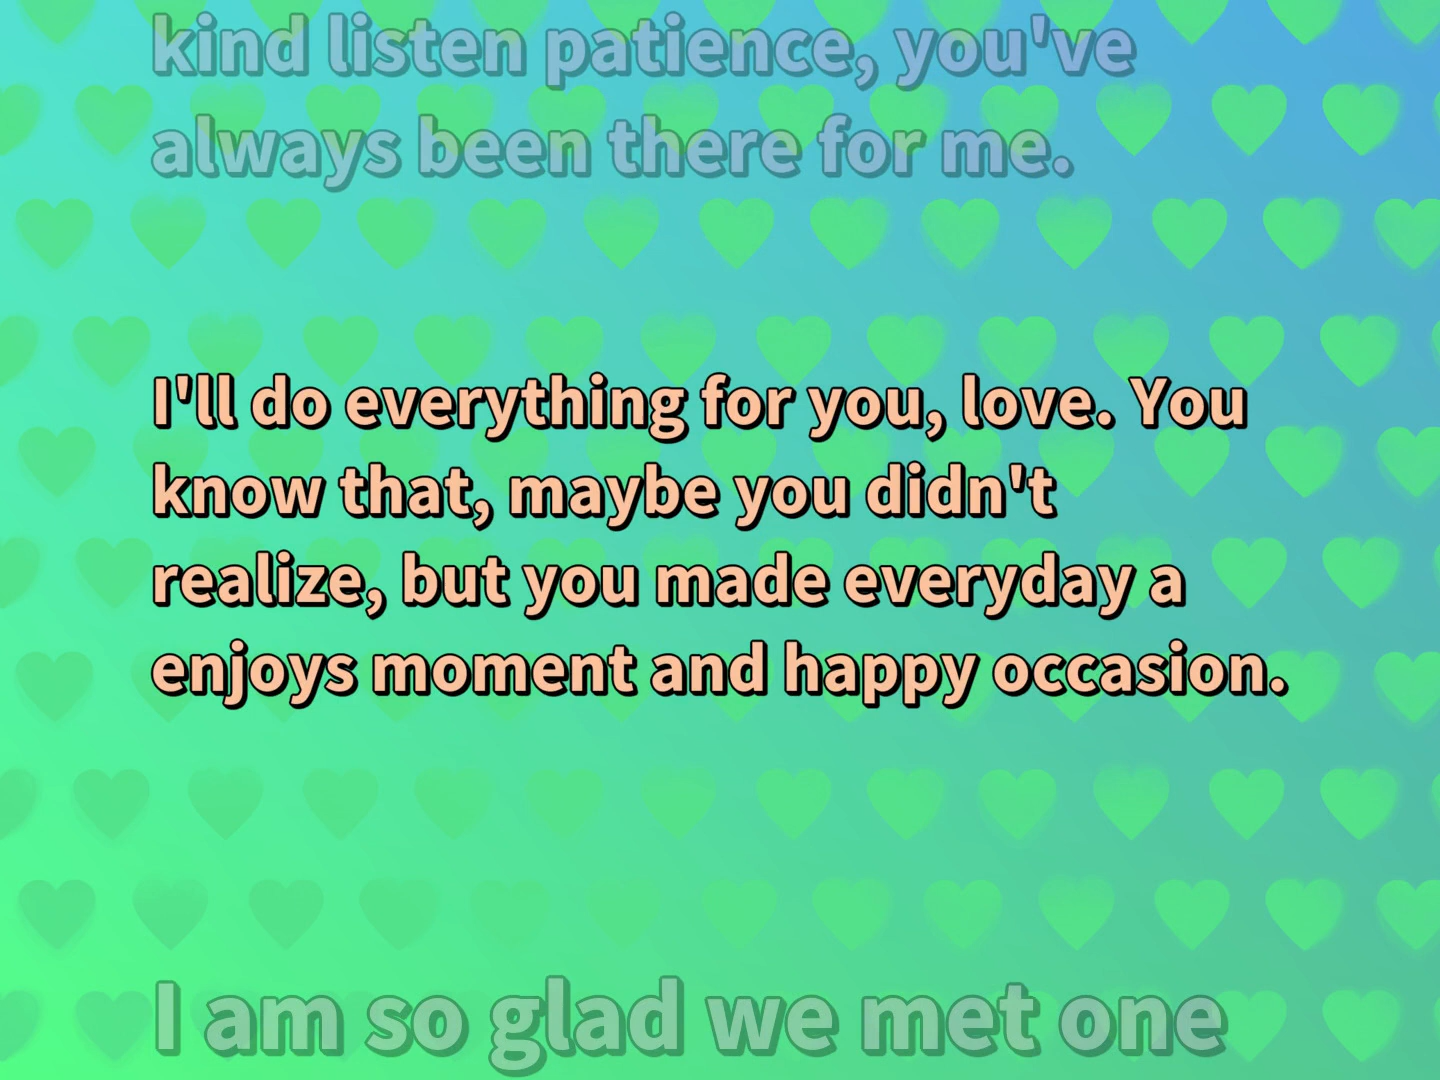 kind listen patience, you've
always been there for me.
I'll do everything for you, love. You
know that, maybe you didn't
realize, but you made everyday a
enjoys moment and happy occasion.
I am so glad we met one